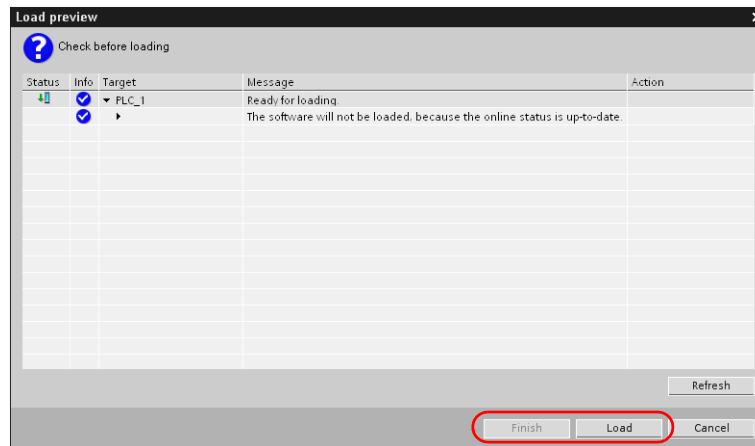 Load preview
Check before loading
Status Info Target Message Action
PLC_1 Ready for loading.
The software will not be loaded, because the online status is up-to-date.
Refresh
Finish Load Cancel